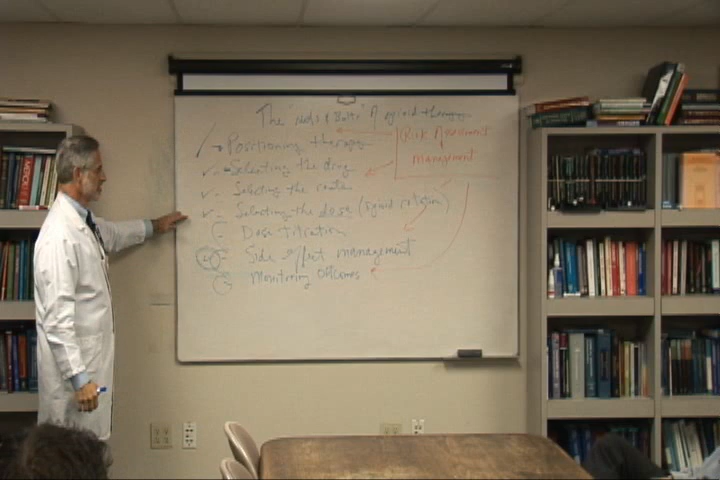 The "Nuts & Bolts" of opioid therapy
Positioning therapy
Risk Assessment
management
- Selecting the drug
- Selecting the route
- Selecting the dose (opioid rotation)
- Dose titration
- Side effect management
- Monitoring outcomes